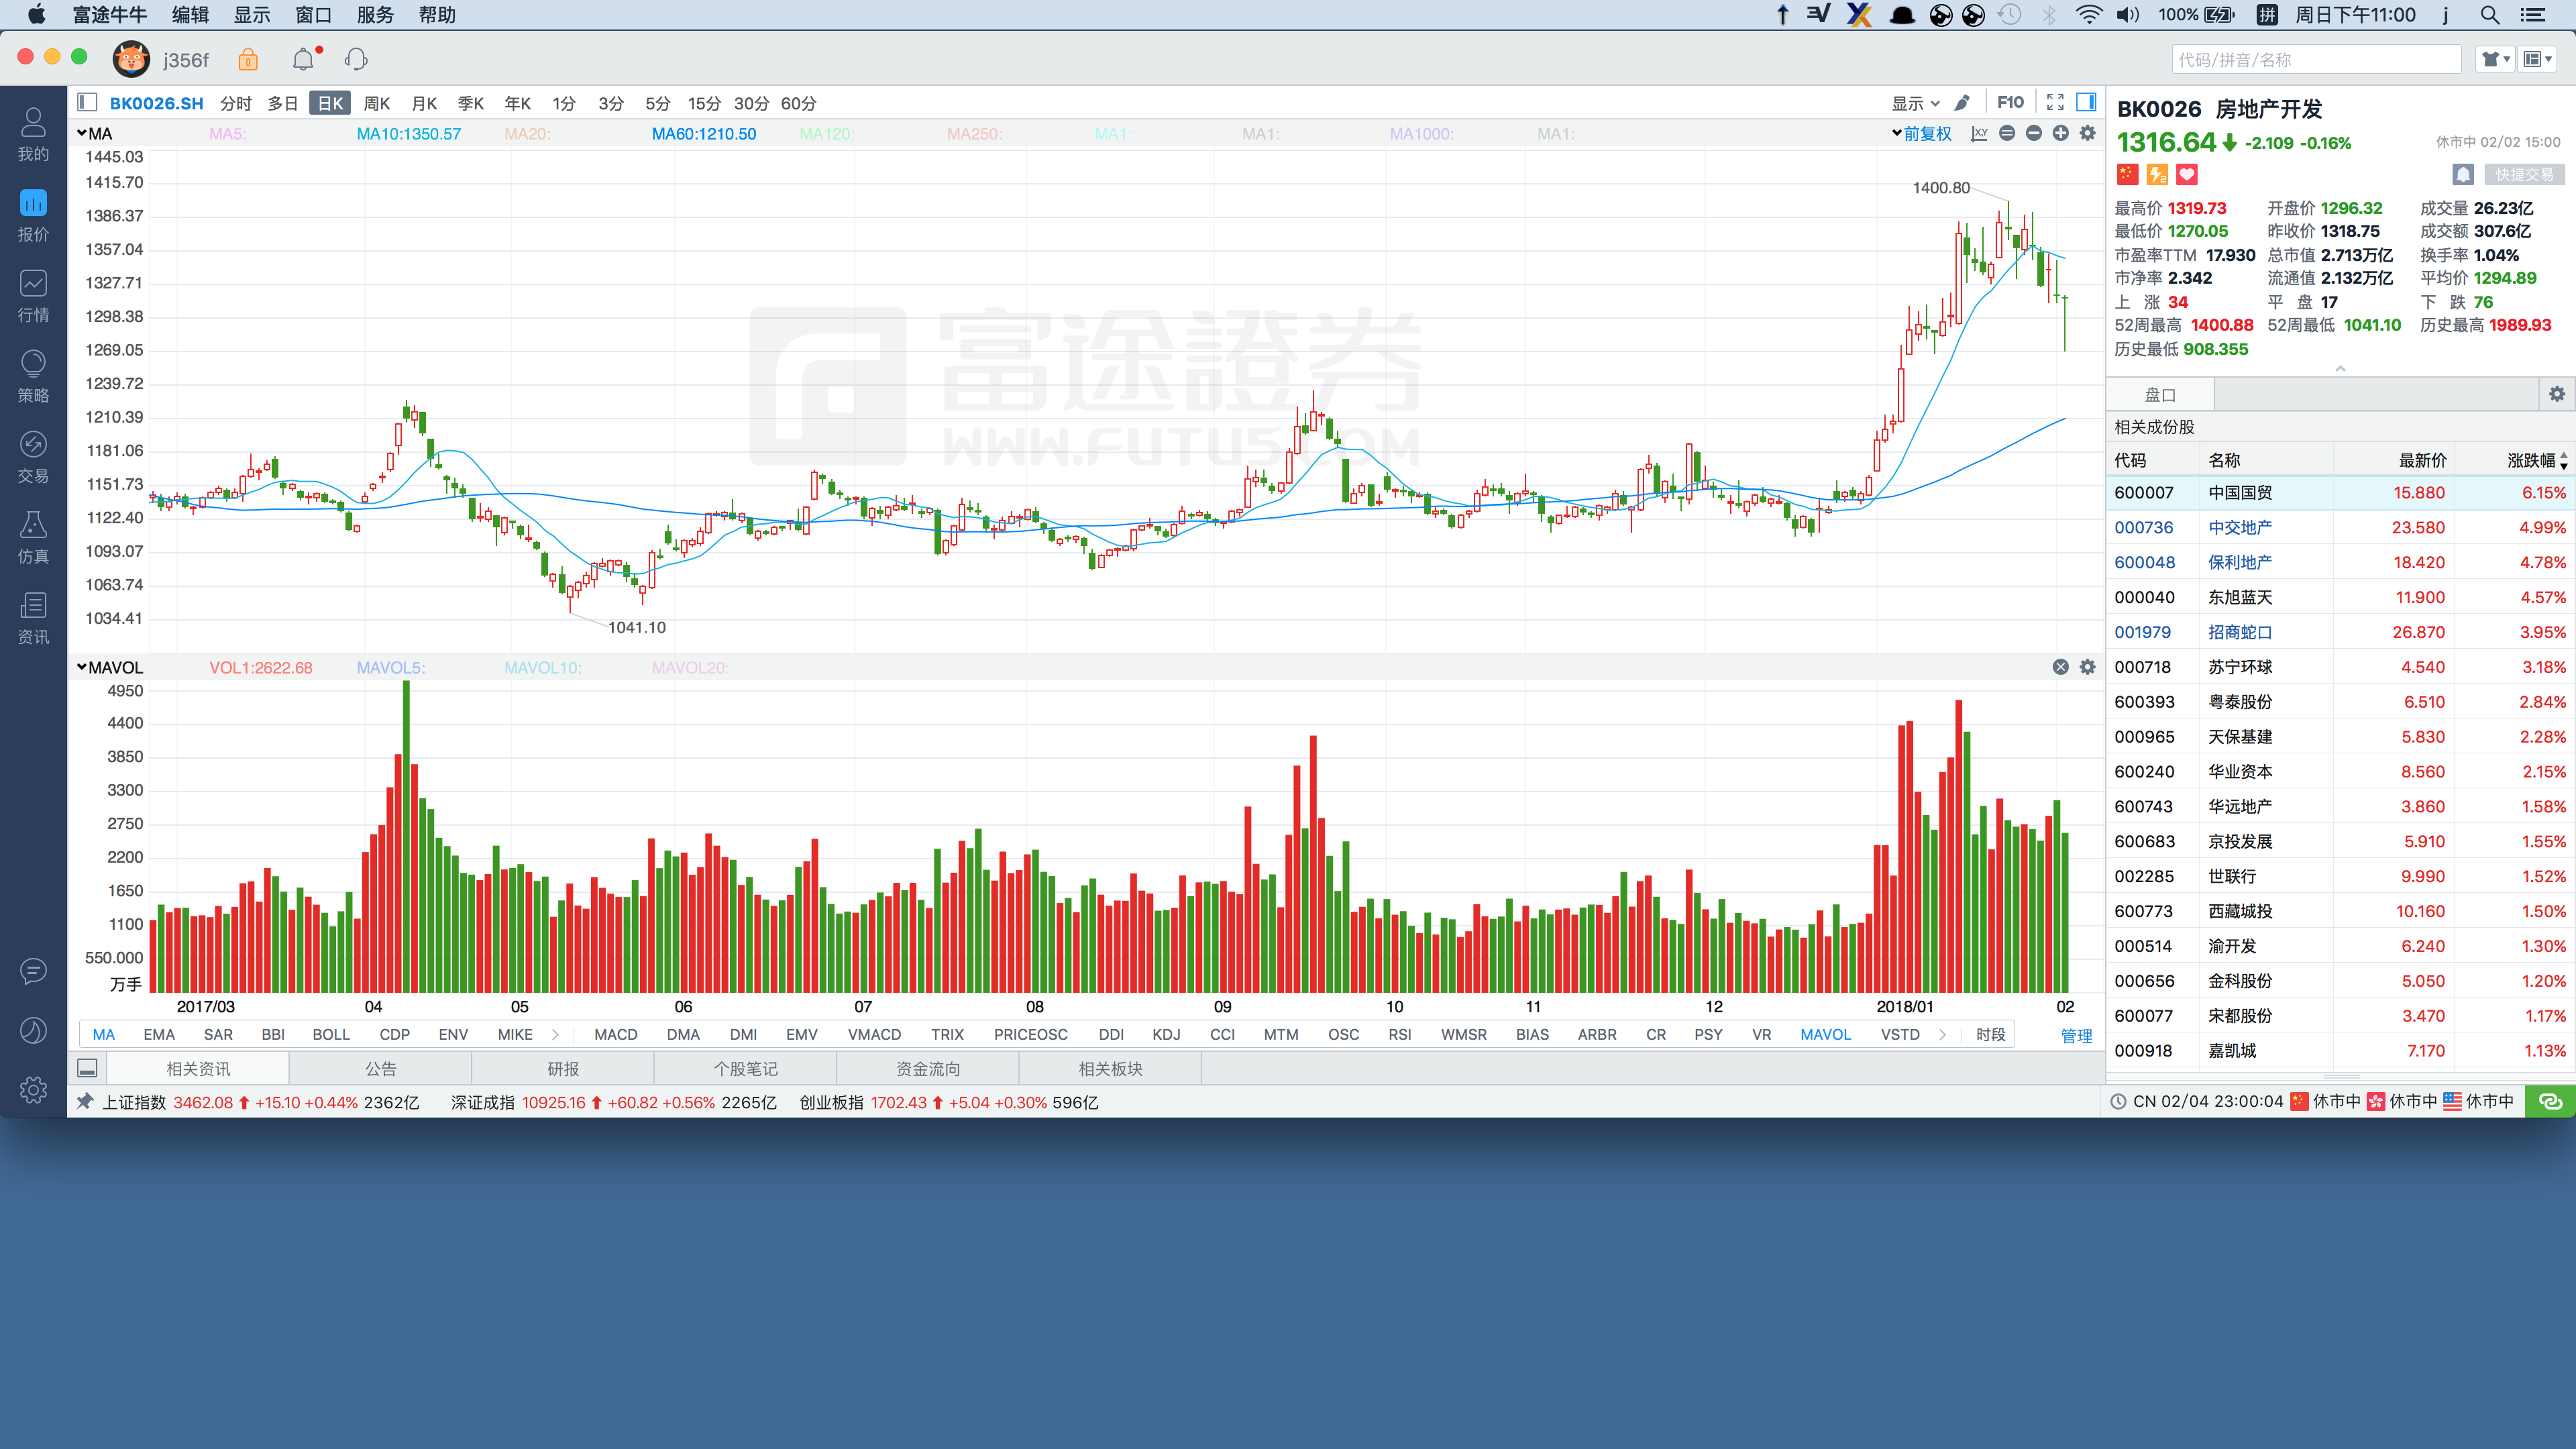 富途牛牛 编辑 显示 窗口 服务 帮助 100% 拼 周日下午11:00 j
j356f 代码/拼音/名称
我的
报价
行情
策略
交易
仿真
资讯
BK0026.SH 分时 多日 日K 周K 月K 季K 年K 1分 3分 5分 15分 30分 60分 显示 F10
MA MA5: MA10:1350.57 MA20: MA60:1210.50 MA120: MA250: MA1: MA1: MA1000: MA1: 前复权
1445.03
1415.70
1386.37
1357.04
1327.71
1298.38
1269.05
1239.72
1210.39
1181.06
1151.73
1122.40
1093.07
1063.74
1034.41
1400.80
1041.10
富途證券
WWW.FUTU5.COM
MAVOL VOL1:2622.68 MAVOL5: MAVOL10: MAVOL20:
4950
4400
3850
3300
2750
2200
1650
1100
550.000
万手
2017/03 04 05 06 07 08 09 10 11 12 2018/01 02
MA EMA SAR BBI BOLL CDP ENV MIKE MACD DMA DMI EMV VMACD TRIX PRICEOSC DDI KDJ CCI MTM OSC RSI WMSR BIAS ARBR CR PSY VR MAVOL VSTD 时段 管理
相关资讯 公告 研报 个股笔记 资金流向 相关板块
上证指数 3462.08 +15.10 +0.44% 2362亿 深证成指 10925.16 +60.82 +0.56% 2265亿 创业板指 1702.43 +5.04 +0.30% 596亿
BK0026 房地产开发
1316.64 -2.109 -0.16% 休市中 02/02 15:00
快捷交易
最高价 1319.73 开盘价 1296.32 成交量 26.23亿
最低价 1270.05 昨收价 1318.75 成交额 307.6亿
市盈率TTM 17.930 总市值 2.713万亿 换手率 1.04%
市净率 2.342 流通值 2.132万亿 平均价 1294.89
上 涨 34 平 盘 17 下 跌 76
52周最高 1400.88 52周最低 1041.10 历史最高 1989.93
历史最低 908.355
盘口
相关成份股
代码 名称 最新价 涨跌幅
600007 中国国贸 15.880 6.15%
000736 中交地产 23.580 4.99%
600048 保利地产 18.420 4.78%
000040 东旭蓝天 11.900 4.57%
001979 招商蛇口 26.870 3.95%
000718 苏宁环球 4.540 3.18%
600393 粤泰股份 6.510 2.84%
000965 天保基建 5.830 2.28%
600240 华业资本 8.560 2.15%
600743 华远地产 3.860 1.58%
600683 京投发展 5.910 1.55%
002285 世联行 9.990 1.52%
600773 西藏城投 10.160 1.50%
000514 渝开发 6.240 1.30%
000656 金科股份 5.050 1.20%
600077 宋都股份 3.470 1.17%
000918 嘉凯城 7.170 1.13%
CN 02/04 23:00:04 休市中 休市中 休市中